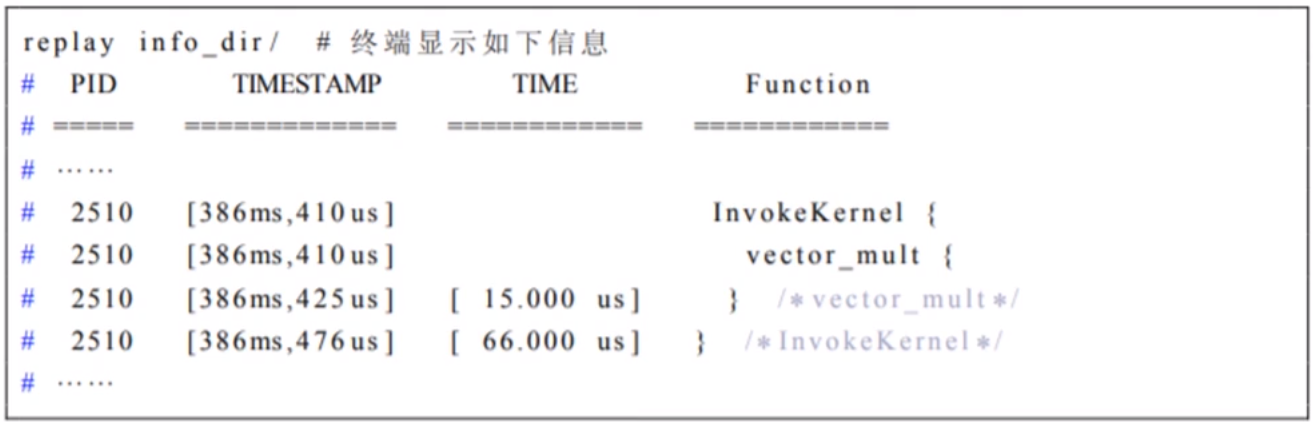 replay info_dir/ # 终端显示如下信息
# PID TIMESTAMP TIME Function
# ===== ============= ============ ============
# ……
# 2510 [386ms,410us] InvokeKernel {
# 2510 [386ms,410us] vector_mult {
# 2510 [386ms,425us] [ 15.000 us] } /*vector_mult*/
# 2510 [386ms,476us] [ 66.000 us] } /*InvokeKernel*/
# ……